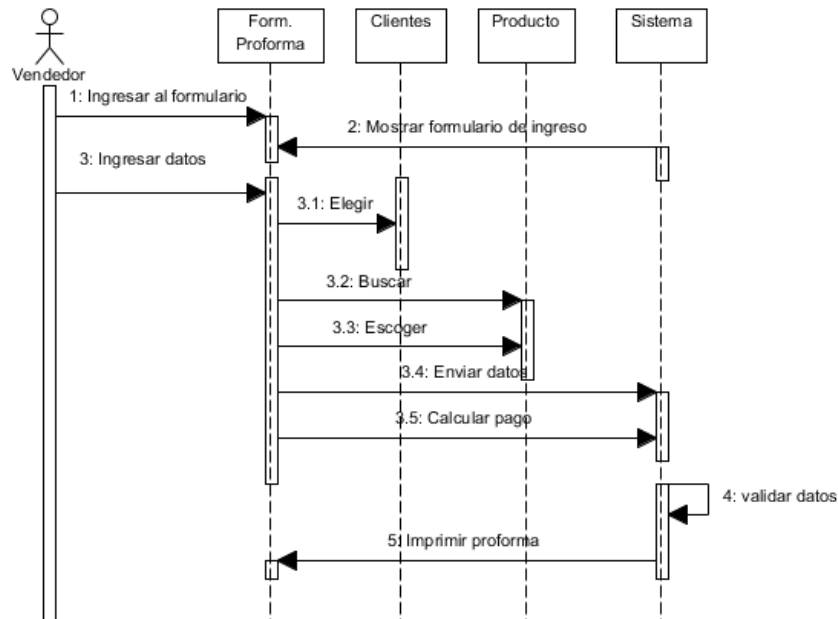 Form.
Proforma
Clientes
Producto
Sistema
Vendedor
1: Ingresar al formulario
2: Mostrar formulario de ingreso
3: Ingresar datos
3.1: Elegir
3.2: Buscar
3.3: Escoger
3.4: Enviar datos
3.5: Calcular pago
4: validar datos
5: Imprimir proforma